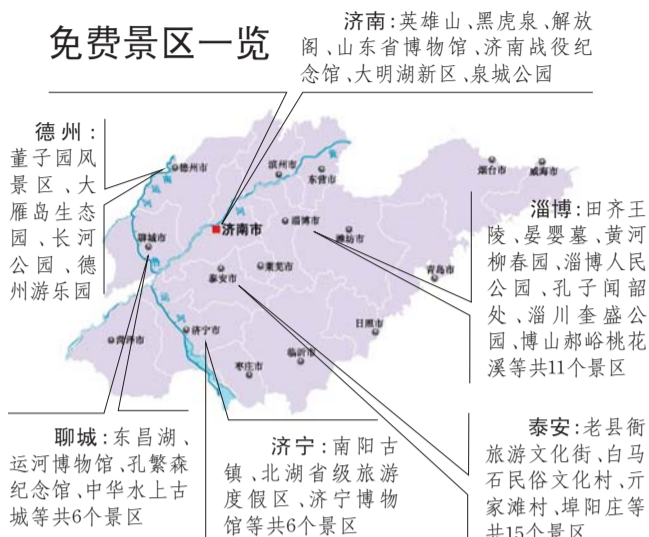 免费景区一览
济南:英雄山、黑虎泉、解放
阁、山东省博物馆、济南战役纪
念馆、大明湖新区、泉城公园
德州:
董子园风
景区、大
雁岛生态
园、长河
公园、德
州游乐园
德州市
滨州市
东营市
烟台市
威海市
济南市
淄博市
潍坊市
聊城市
泰安市
莱芜市
青岛市
菏泽市
济宁市
日照市
枣庄市
临沂市
黄
河
运
河
淄博:田齐王
陵、晏婴墓、黄河
柳春园、淄博人民
公园、孔子闻韶
处、淄川奎盛公
园、博山郝峪桃花
溪等共11个景区
聊城:东昌湖、
运河博物馆、孔繁森
纪念馆、中华水上古
城等共6个景区
济宁:南阳古
镇、北湖省级旅游
度假区、济宁博物
馆等共6个景区
泰安:老县衙
旅游文化街、白马
石民俗文化村、亓
家滩村、埠阳庄等
共15个景区